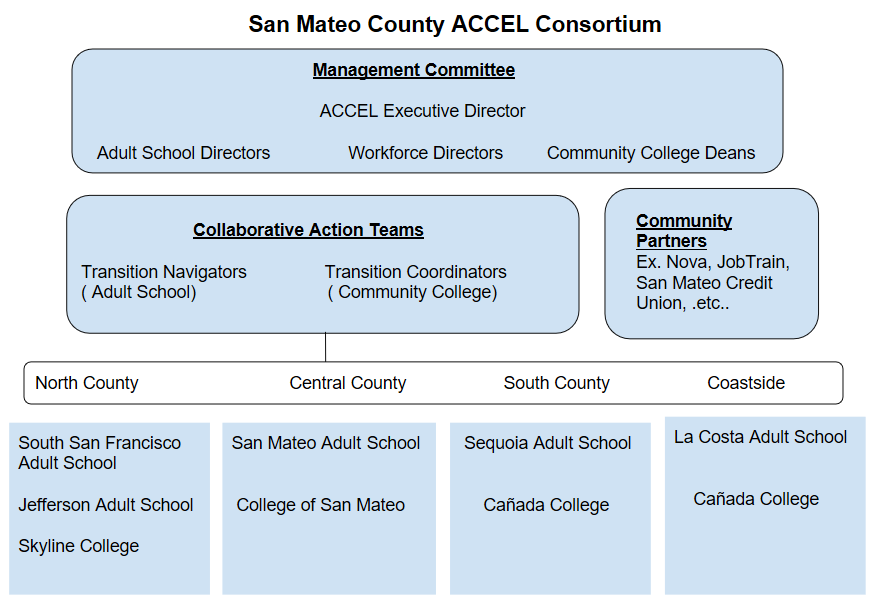 San Mateo County ACCEL Consortium
Management Committee
ACCEL Executive Director
Adult School Directors
Workforce Directors
Community College Deans
Collaborative Action Teams
Transition Navigators
( Adult School)
Transition Coordinators
( Community College)
Community
Partners
Ex. Nova, JobTrain,
San Mateo Credit
Union, .etc..
North County
Central County
South County
Coastside
South San Francisco
Adult School
Jefferson Adult School
Skyline College
San Mateo Adult School
College of San Mateo
Sequoia Adult School
Cañada College
La Costa Adult School
Cañada College